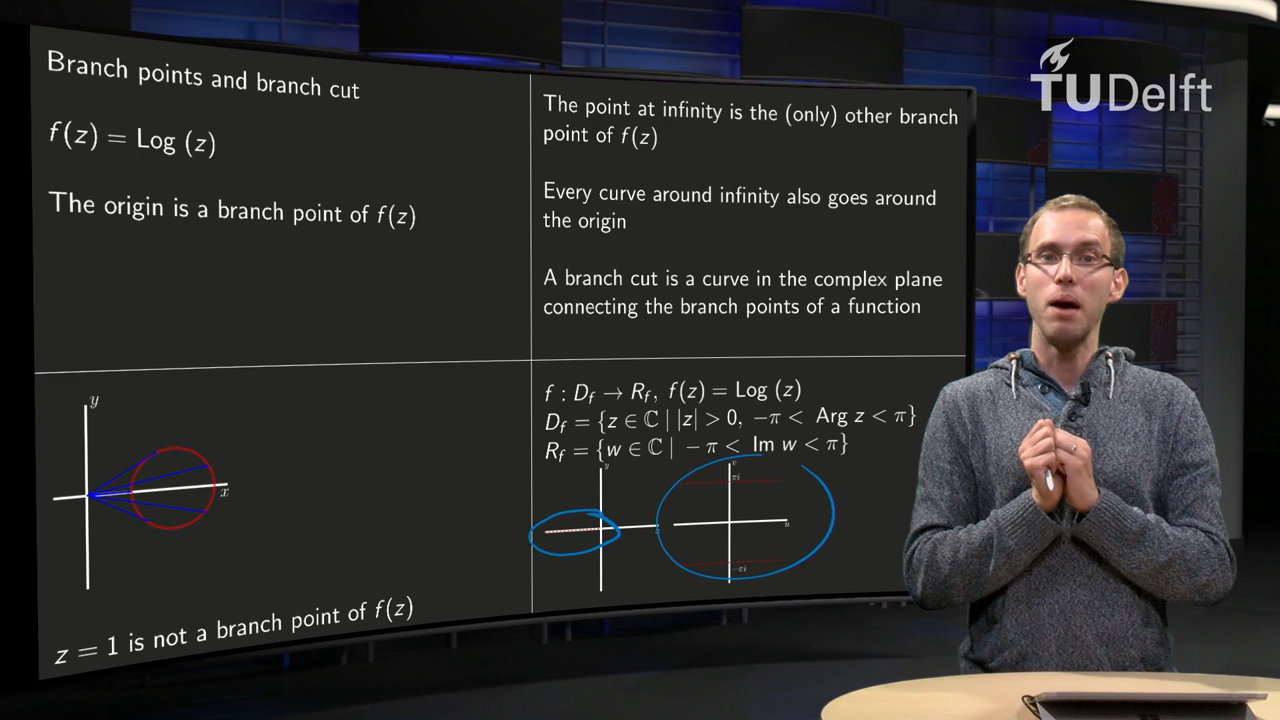 Branch points and branch cut
f(z) = Log (z)
The origin is a branch point of f(z)
The point at infinity is the (only) other branch
point of f(z)
Every curve around infinity also goes around
the origin
A branch cut is a curve in the complex plane
connecting the branch points of a function
y
x
z = 1 is not a branch point of f(z)
f : D_f → R_f, f(z) = Log (z)
D_f = {z ∈ ℂ | |z| > 0, −π < Arg z < π}
R_f = {w ∈ ℂ | − π < Im w < π}
y
v
πi
u
−πi
TUDelft